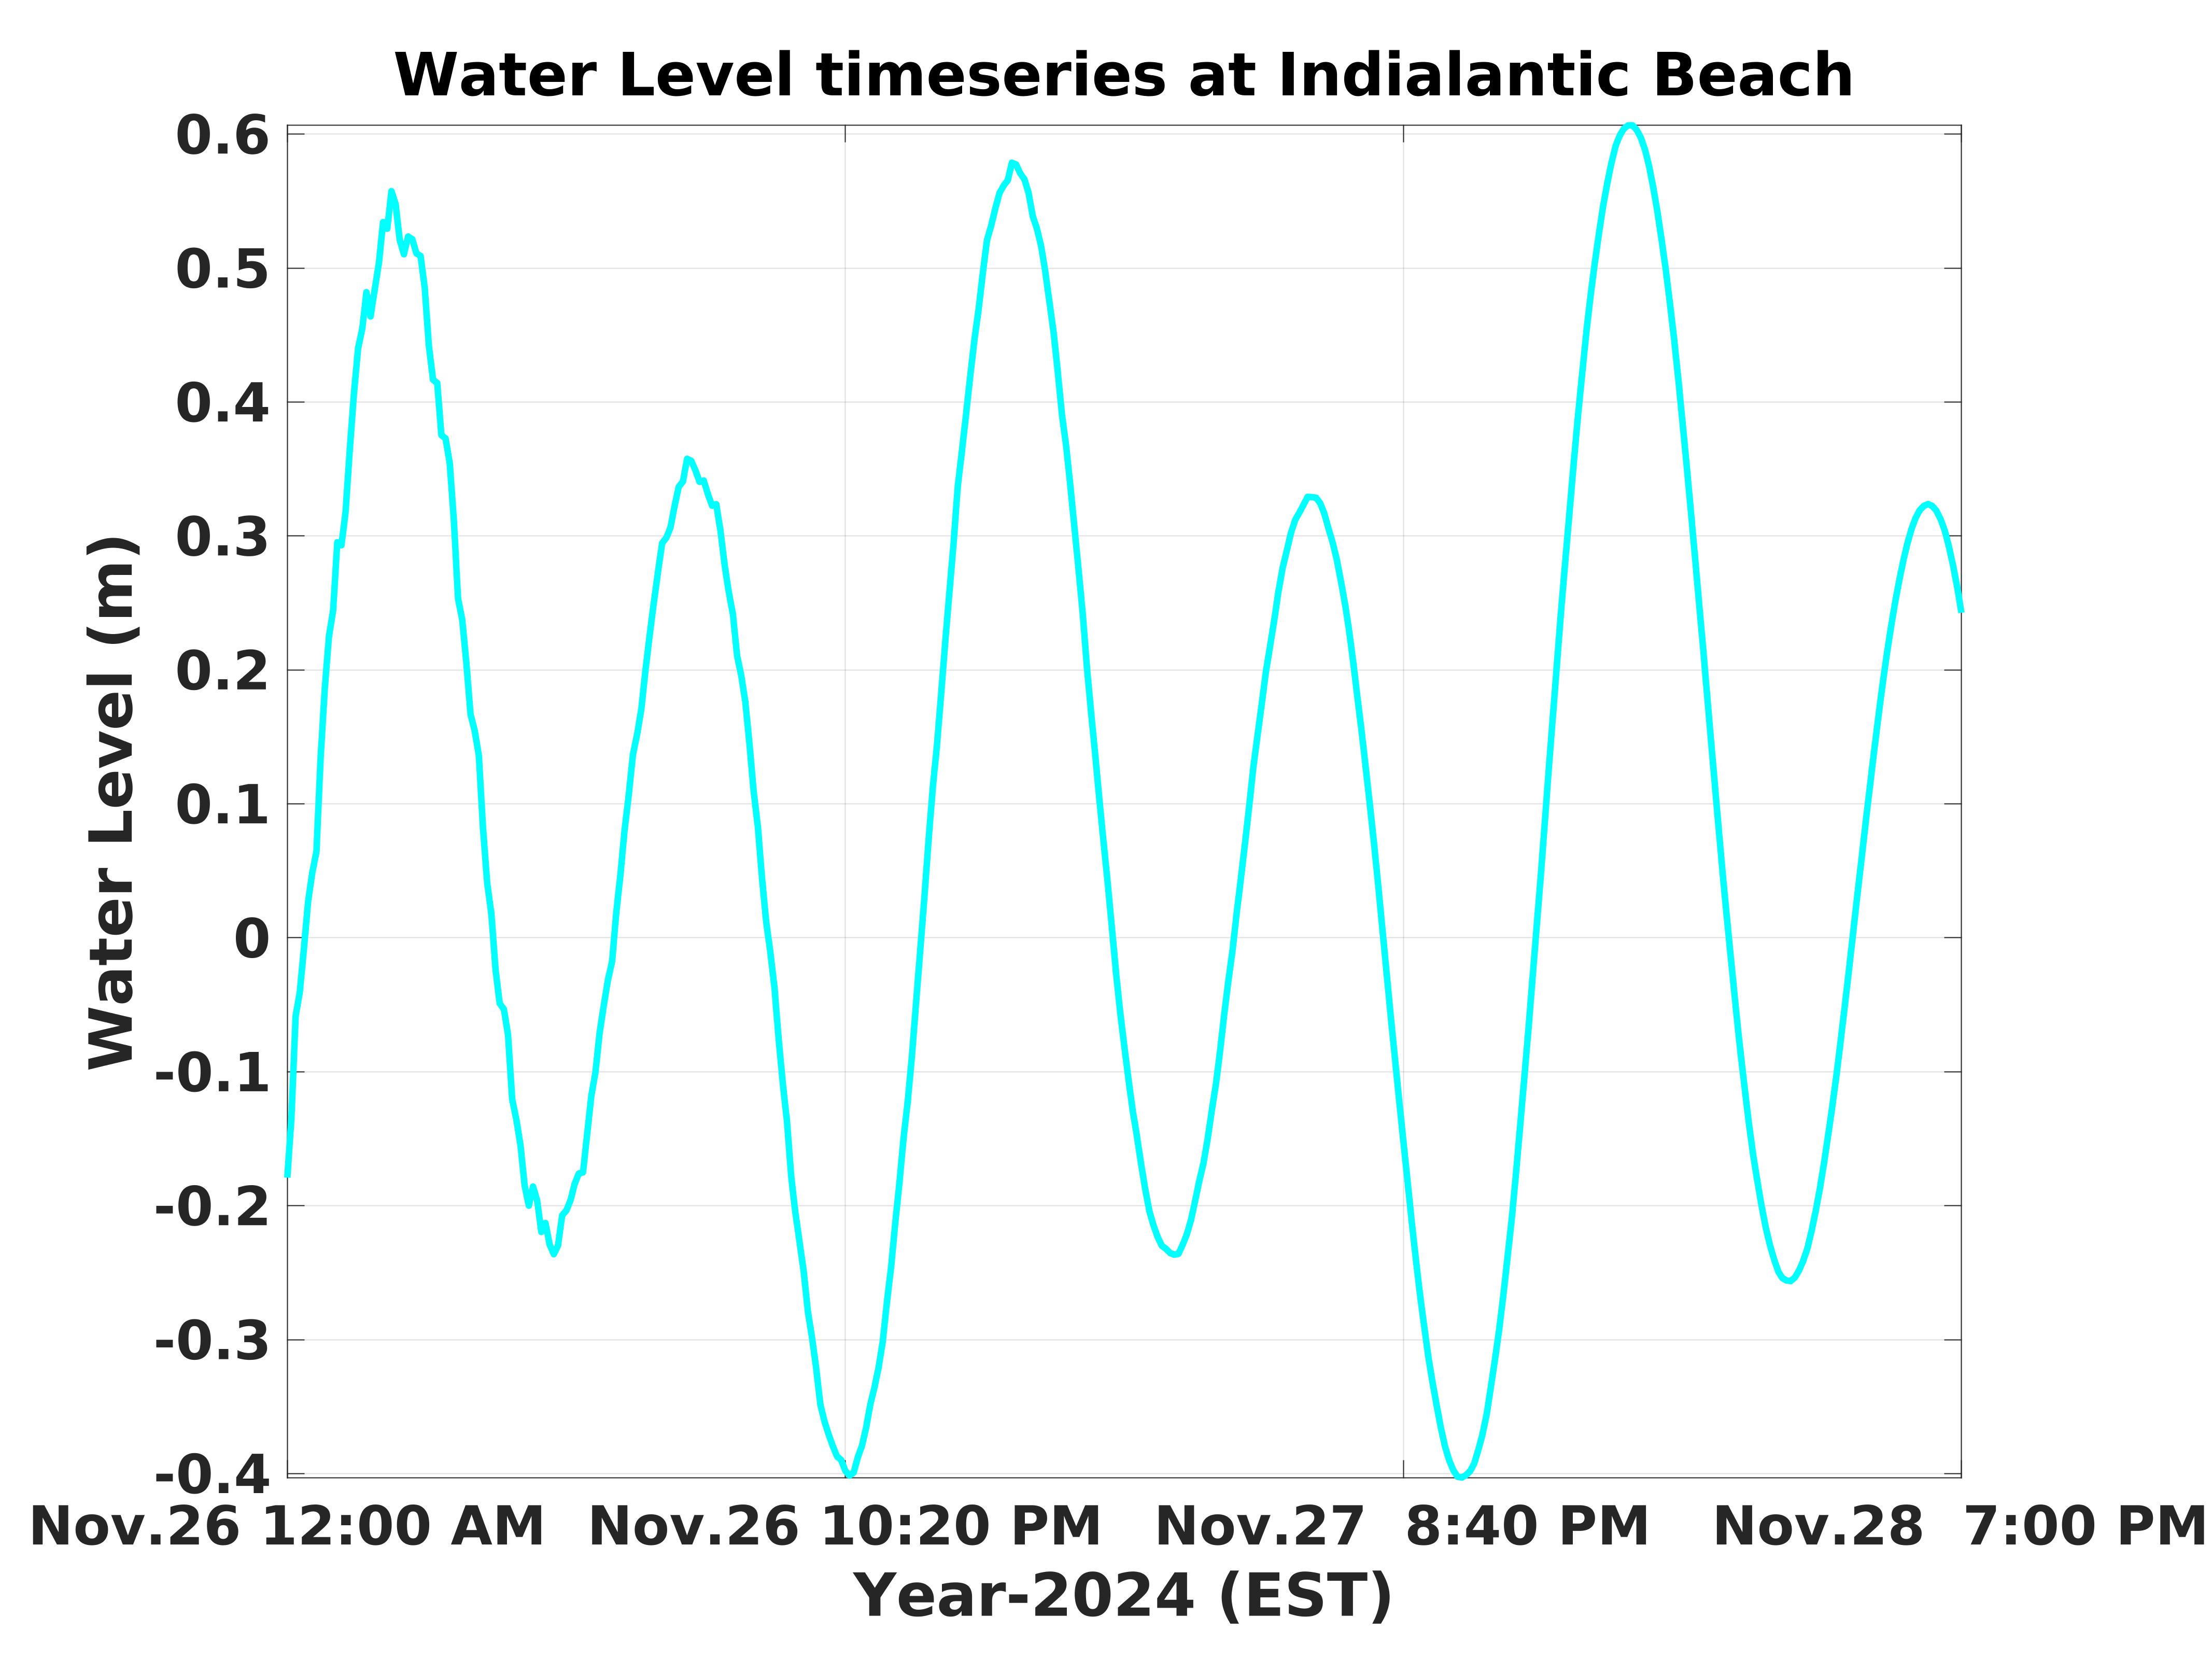 Water Level timeseries at Indialantic Beach
0.6
0.5
0.4
0.3
0.2
0.1
0
-0.1
-0.2
-0.3
-0.4
Water Level (m)
Nov.26 12:00 AM Nov.26 10:20 PM Nov.27 8:40 PM Nov.28 7:00 PM
Year-2024 (EST)